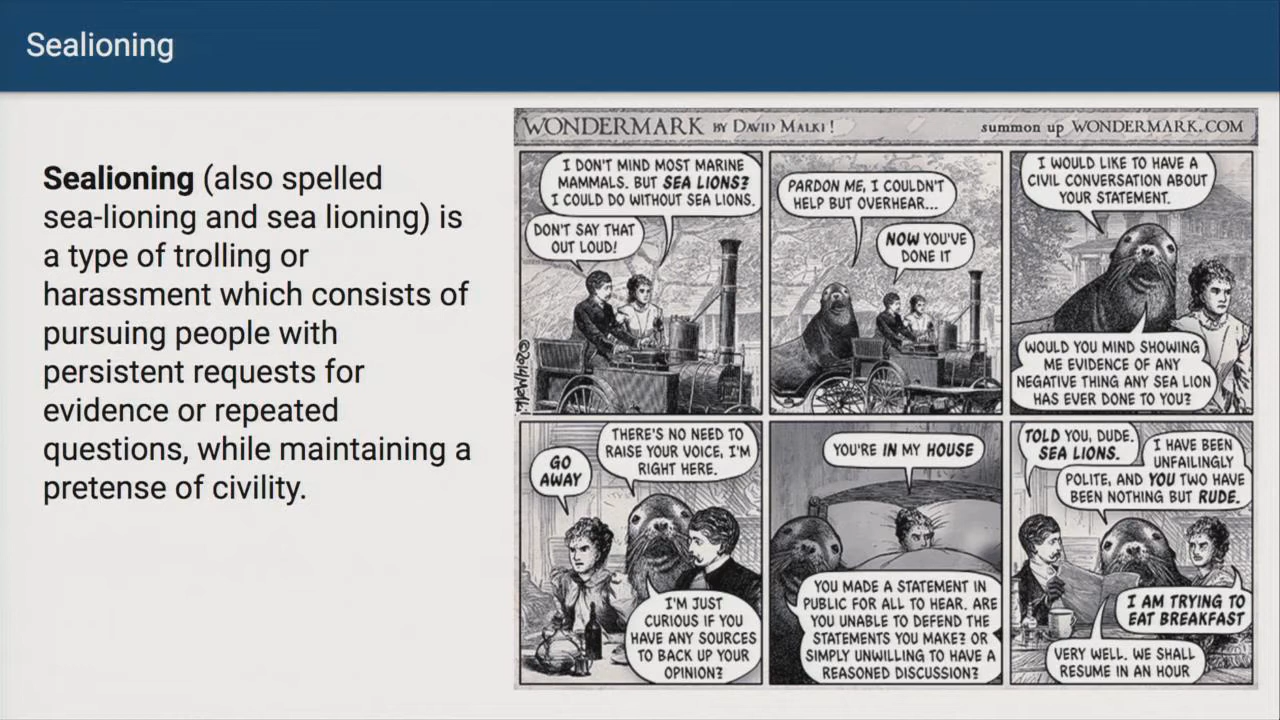 Sealioning
Sealioning (also spelled
sea-lioning and sea lioning) is
a type of trolling or
harassment which consists of
pursuing people with
persistent requests for
evidence or repeated
questions, while maintaining a
pretense of civility.
WONDERMARK BY DAVID MALKI ! summon up WONDERMARK.COM
I DON'T MIND MOST MARINE
MAMMALS. BUT SEA LIONS?
I COULD DO WITHOUT SEA LIONS.
DON'T SAY THAT
OUT LOUD!
©2014 Malki !
PARDON ME, I COULDN'T
HELP BUT OVERHEAR...
NOW YOU'VE
DONE IT
I WOULD LIKE TO HAVE A
CIVIL CONVERSATION ABOUT
YOUR STATEMENT.
WOULD YOU MIND SHOWING
ME EVIDENCE OF ANY
NEGATIVE THING ANY SEA LION
HAS EVER DONE TO YOU?
GO
AWAY
THERE'S NO NEED TO
RAISE YOUR VOICE, I'M
RIGHT HERE.
I'M JUST
CURIOUS IF YOU
HAVE ANY SOURCES
TO BACK UP YOUR
OPINION?
YOU'RE IN MY HOUSE
YOU MADE A STATEMENT IN
PUBLIC FOR ALL TO HEAR. ARE
YOU UNABLE TO DEFEND THE
STATEMENTS YOU MAKE? OR
SIMPLY UNWILLING TO HAVE A
REASONED DISCUSSION?
TOLD YOU, DUDE.
SEA LIONS.
I HAVE BEEN
UNFAILINGLY
POLITE, AND YOU TWO HAVE
BEEN NOTHING BUT RUDE.
I AM TRYING TO
EAT BREAKFAST
VERY WELL. WE SHALL
RESUME IN AN HOUR